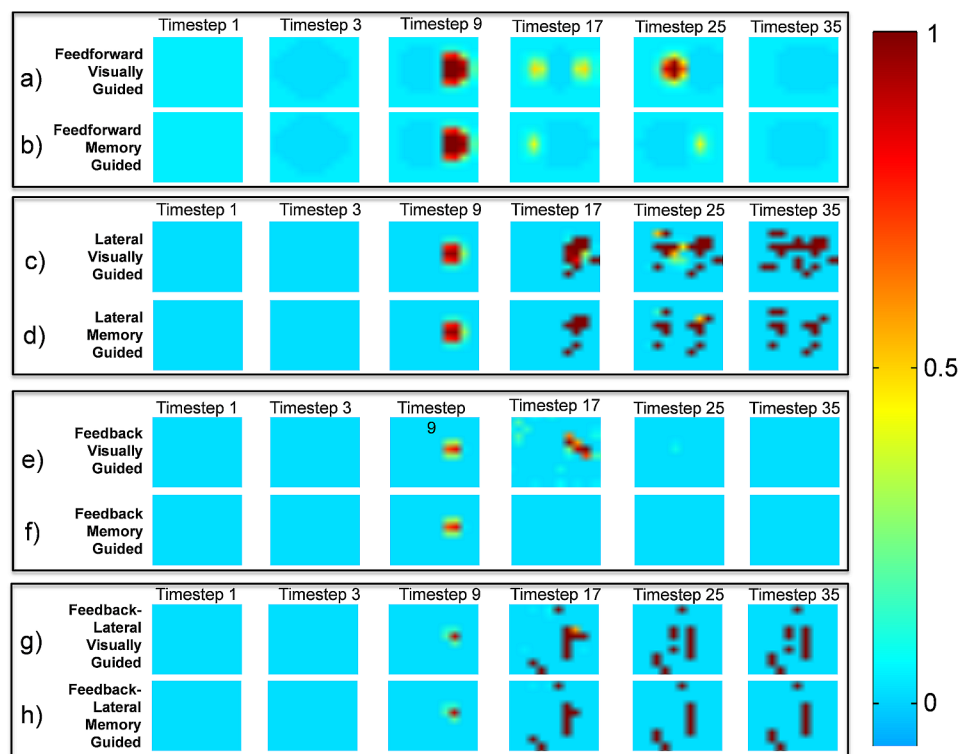 Timestep 1 Timestep 3 Timestep 9 Timestep 17 Timestep 25 Timestep 35
a) Feedforward
Visually
Guided
b) Feedforward
Memory
Guided
Timestep 1 Timestep 3 Timestep 9 Timestep 17 Timestep 25 Timestep 35
c) Lateral
Visually
Guided
d) Lateral
Memory
Guided
Timestep 1 Timestep 3 Timestep Timestep 17 Timestep 25 Timestep 35
9
e) Feedback
Visually
Guided
f) Feedback
Memory
Guided
Timestep 1 Timestep 3 Timestep 9 Timestep 17 Timestep 25 Timestep 35
g) Feedback-
Lateral
Visually
Guided
h) Feedback-
Lateral
Memory
Guided
1
0.5
0